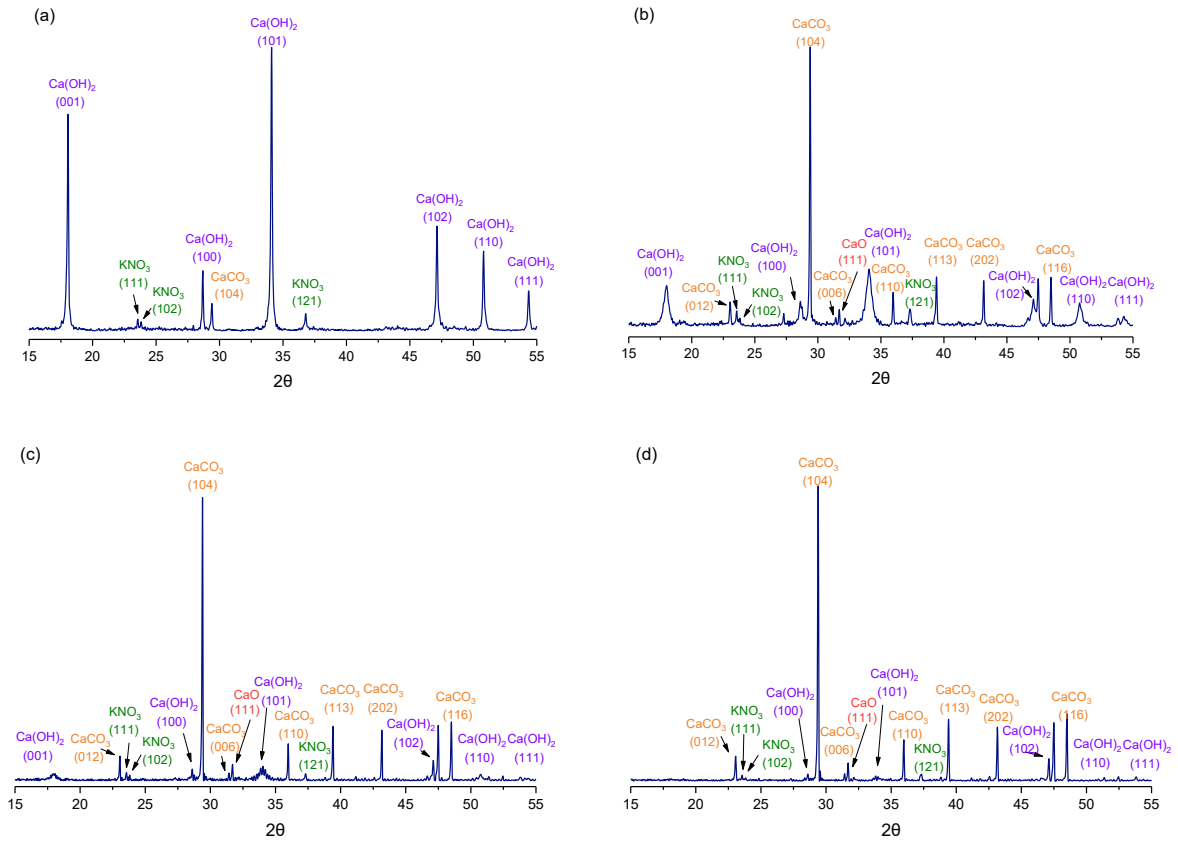 (a)
Ca(OH)₂
(101)
Ca(OH)₂
(001)
Ca(OH)₂
(102)
Ca(OH)₂
(110)
Ca(OH)₂
(111)
Ca(OH)₂
(100)
KNO₃
(111)
KNO₃
(102)
CaCO₃
(104)
KNO₃
(121)
15 20 25 30 35 40 45 50 55
2θ
(b)
CaCO₃
(104)
Ca(OH)₂
(001)
CaCO₃
(012)
KNO₃
(111)
KNO₃
(102)
Ca(OH)₂
(100)
CaCO₃
(006)
CaO
(111)
Ca(OH)₂
(101)
CaCO₃
(110)
KNO₃
(121)
CaCO₃
(113)
CaCO₃
(202)
Ca(OH)₂
(102)
CaCO₃
(116)
Ca(OH)₂
(110)
Ca(OH)₂
(111)
15 20 25 30 35 40 45 50 55
2θ
(c)
CaCO₃
(104)
Ca(OH)₂
(001)
CaCO₃
(012)
KNO₃
(111)
KNO₃
(102)
Ca(OH)₂
(100)
CaCO₃
(006)
CaO
(111)
Ca(OH)₂
(101)
CaCO₃
(110)
KNO₃
(121)
CaCO₃
(113)
CaCO₃
(202)
Ca(OH)₂
(102)
CaCO₃
(116)
Ca(OH)₂
(110)
Ca(OH)₂
(111)
15 20 25 30 35 40 45 50 55
2θ
(d)
CaCO₃
(104)
CaCO₃
(012)
KNO₃
(111)
KNO₃
(102)
Ca(OH)₂
(100)
CaCO₃
(006)
CaO
(111)
Ca(OH)₂
(101)
CaCO₃
(110)
KNO₃
(121)
CaCO₃
(113)
CaCO₃
(202)
Ca(OH)₂
(102)
CaCO₃
(116)
Ca(OH)₂
(110)
Ca(OH)₂
(111)
15 20 25 30 35 40 45 50 55
2θ